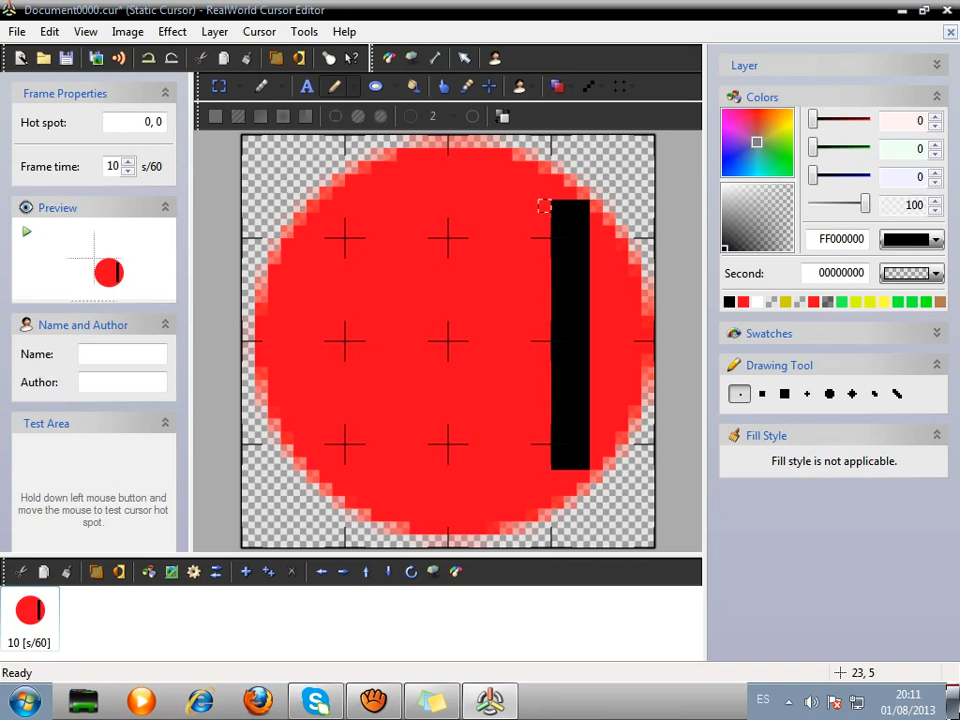 Document0000.cur* (Static Cursor) - RealWorld Cursor Editor
File Edit View Image Effect Layer Cursor Tools Help
Frame Properties
Hot spot: 0, 0
Frame time: 10 s/60
Preview
Name and Author
Name:
Author:
Test Area
Hold down left mouse button and
move the mouse to test cursor hot
spot.
A
2
Layer
Colors
0
0
0
100
FF000000
Second: 00000000
Swatches
Drawing Tool
Fill Style
Fill style is not applicable.
10 [s/60]
Ready
23, 5
ES
20:11
01/08/2013